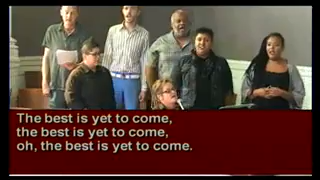 The best is yet to come,
the best is yet to come,
oh, the best is yet to come.